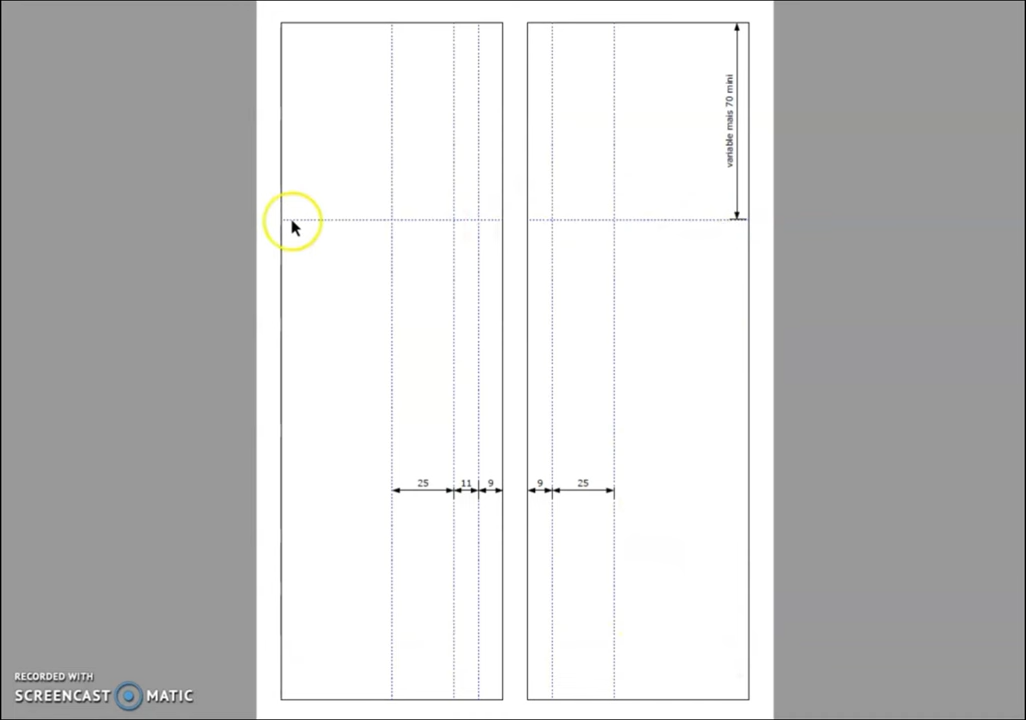 variable mais 70 mini
25 11 9
9 25
RECORDED WITH
SCREENCAST MATIC